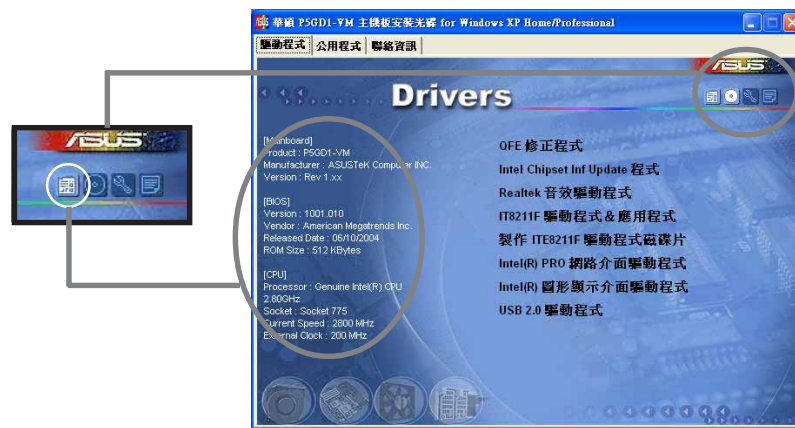 華碩 P5GD1-VM 主機板安裝光碟 for Windows XP Home/Professional
驅動程式 公用程式 聯絡資訊
ASUS
Drivers
ASUS
[Mainboard]
Product : P5GD1-VM
Manufacturer : ASUSTeK Computer INC.
Version : Rev 1.xx
[BIOS]
Version : 1001.010
Vendor : American Megatrends Inc.
Released Date : 06/10/2004
ROM Size : 512 KBytes
[CPU]
Processor : Genuine Intel(R) CPU
2.80GHz
Socket : Socket 775
Current Speed : 2800 MHz
External Clock : 200 MHz
QFE 修正程式
Intel Chipset Inf Update 程式
Realtek 音效驅動程式
IT8211F 驅動程式 & 應用程式
製作 ITE8211F 驅動程式磁碟片
Intel(R) PRO 網路介面驅動程式
Intel(R) 圖形顯示介面驅動程式
USB 2.0 驅動程式